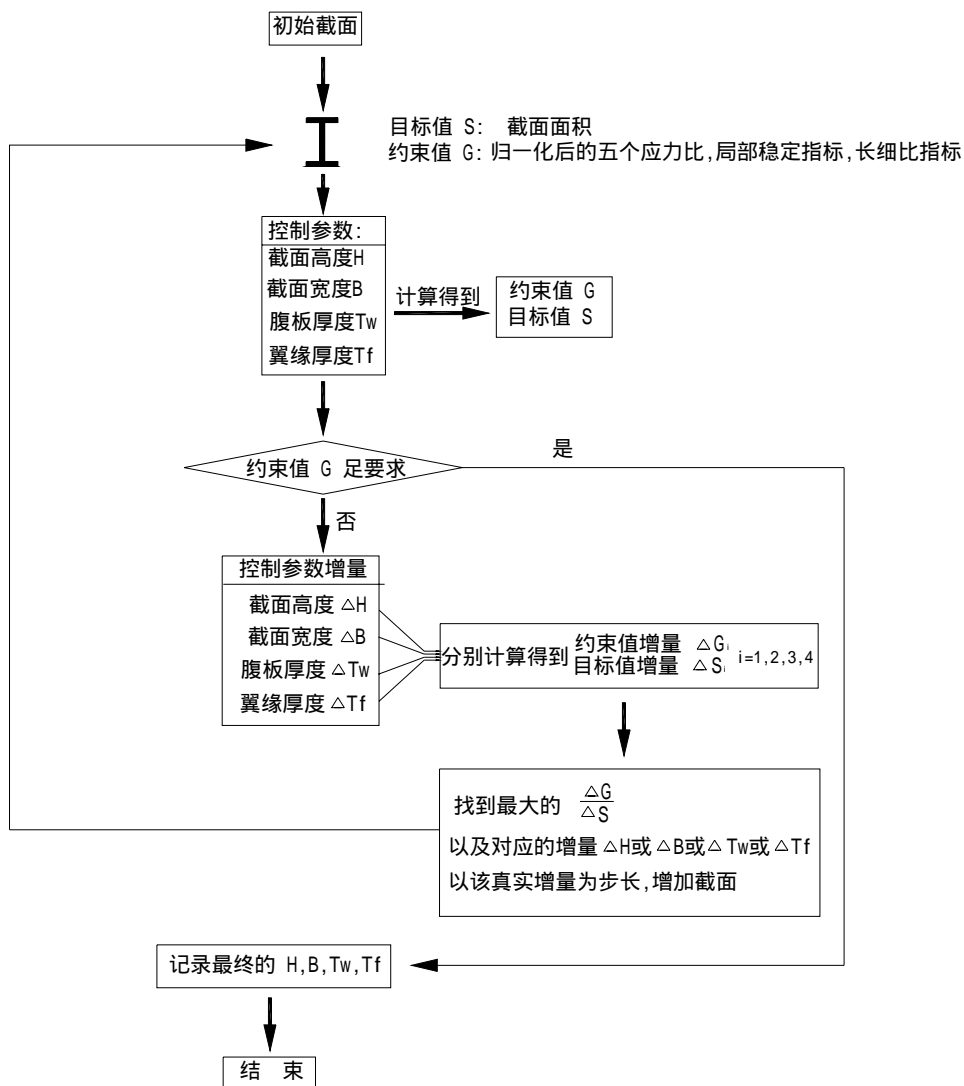 初始截面
目标值 S: 截面面积
约束值 G: 归一化后的五个应力比,局部稳定指标,长细比指标
控制参数:
截面高度H
截面宽度B
腹板厚度Tw
翼缘厚度Tf
计算得到
约束值 G
目标值 S
约束值 G 足要求
是
否
控制参数增量
截面高度 △H
截面宽度 △B
腹板厚度 △Tw
翼缘厚度 △Tf
分别计算得到 约束值增量 △Gi
目标值增量 △Si i=1,2,3,4
找到最大的 △G
△S
以及对应的增量 △H或 △B或 △Tw或 △Tf
以该真实增量为步长,增加截面
记录最终的 H,B,Tw,Tf
结 束